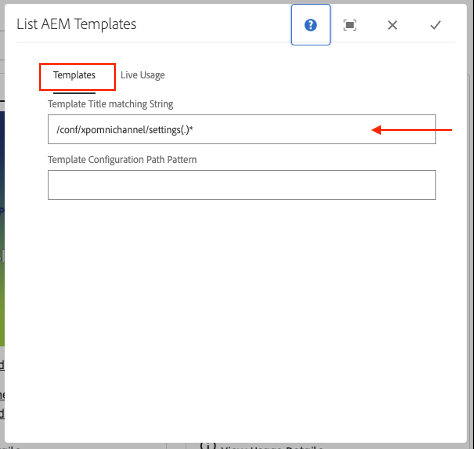 List AEM Templates
?
Templates Live Usage
Template Title matching String
/conf/xpomnichannel/settings(.)*
Template Configuration Path Pattern